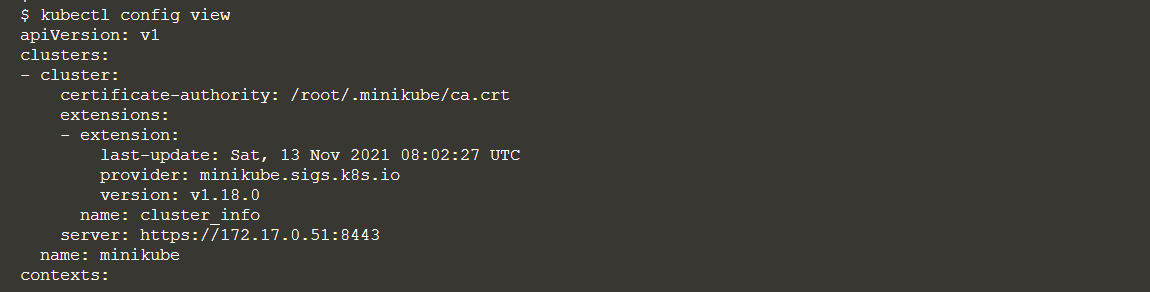 $ kubectl config view
apiVersion: v1
clusters:
- cluster:
    certificate-authority: /root/.minikube/ca.crt
    extensions:
    - extension:
        last-update: Sat, 13 Nov 2021 08:02:27 UTC
        provider: minikube.sigs.k8s.io
        version: v1.18.0
      name: cluster_info
    server: https://172.17.0.51:8443
  name: minikube
contexts: